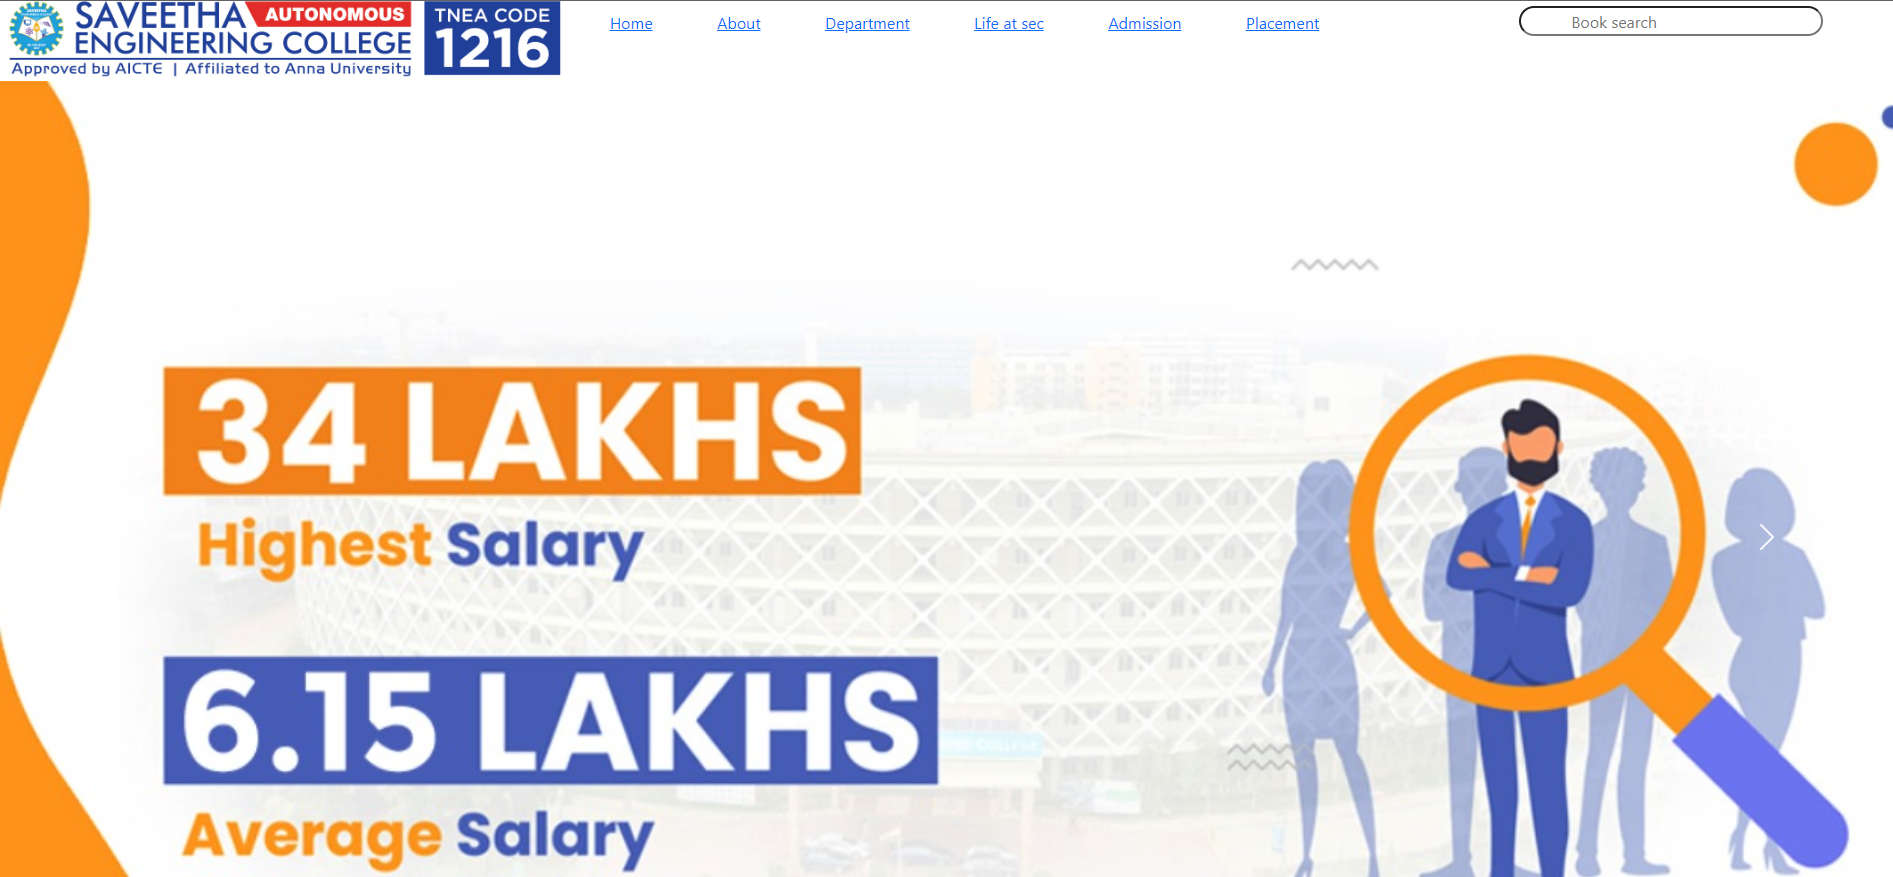 SAVEETHA AUTONOMOUS
ENGINEERING COLLEGE
Approved by AICTE | Affiliated to Anna University
TNEA CODE
1216
Home About Department Life at sec Admission Placement
Book search
34 LAKHS
Highest Salary
6.15 LAKHS
Average Salary